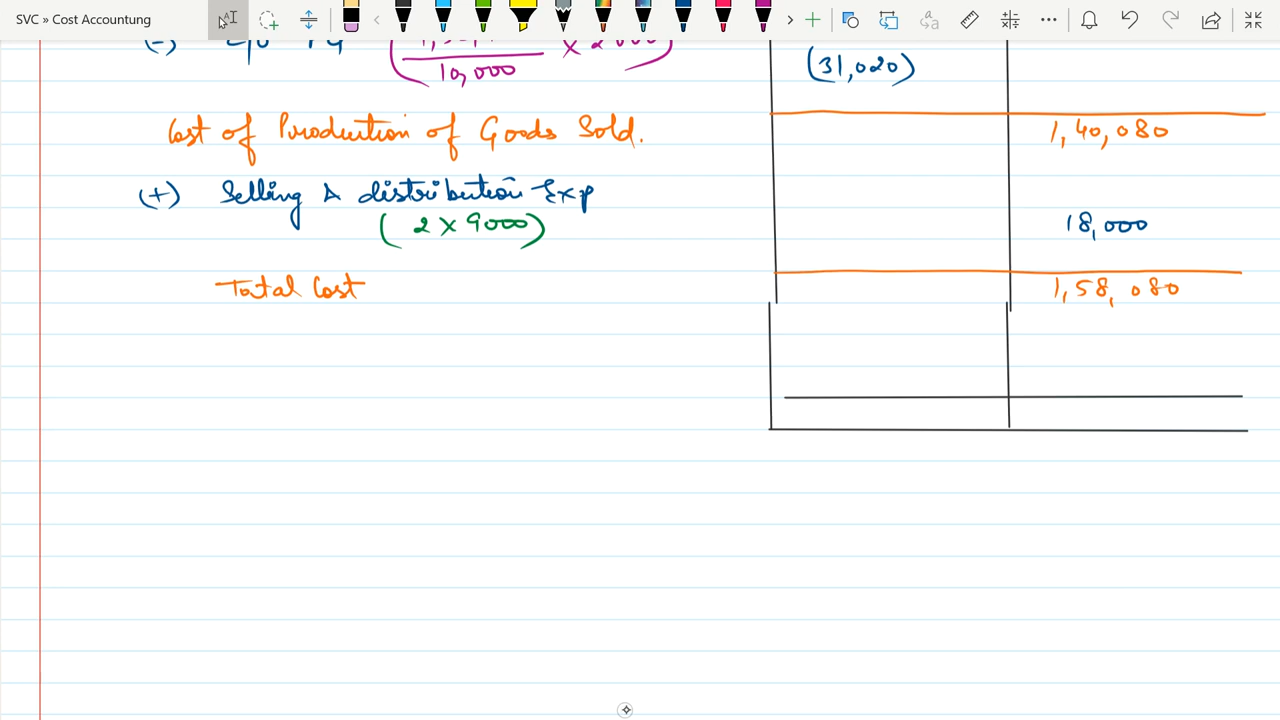 SVC » Cost Accountung
(31,020)
10,000
Cost of Production of Goods Sold. 1,40,080
(+) Selling & distribution Exp
(2 × 9000) 18,000
Total Cost 1,58,080